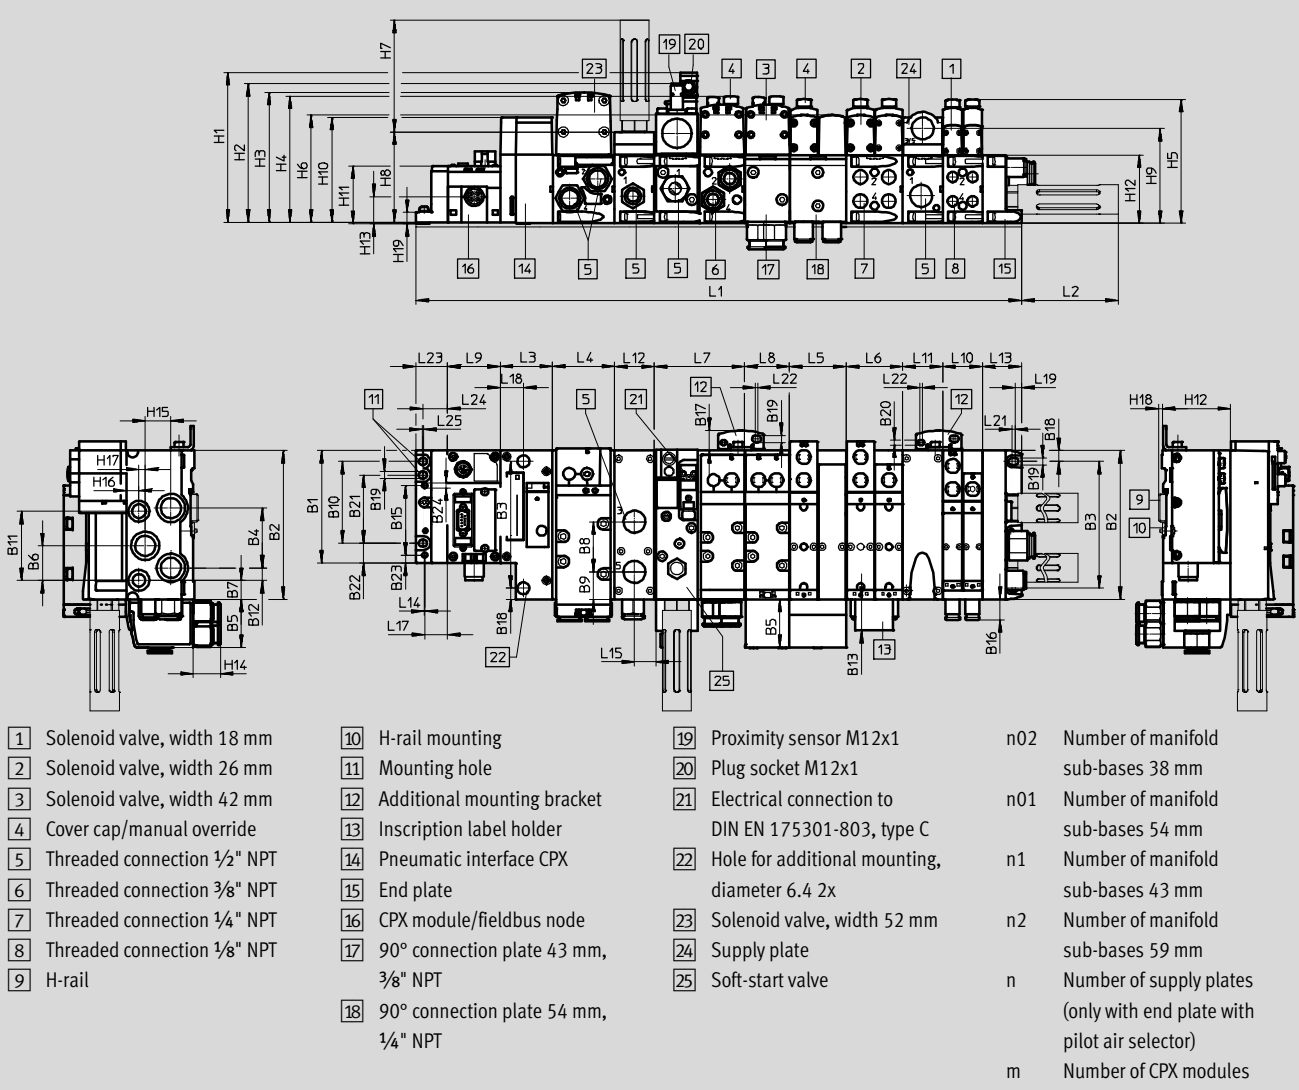 H7
19
20
23
4
3
4
2
24
1
H1
H2
H3
H4
H6
H10
H11
H8
H13
H19
H12
H9
H5
1
2
4
3/5
16
14
5
5
5
6
17
18
7
5
8
15
L1
L2
L23
L9
L3
L4
L12
L7
L8
L5
L6
L11
L10
L13
L18
L24
L25
L22
L22
L19
L21
11
5
21
12
12
B17
B19
B20
B18
B19
H15
H17
H16
H18
H12
B11
B6
B4
B2
B7
B12
B5
H14
B1
B10
B19
B21
B15
B24
B3
B22
B23
B8
B9
B18
B5
B13
B16
B3
B2
L14
L17
L15
3
5
22
25
13
9
10
1 Solenoid valve, width 18 mm
2 Solenoid valve, width 26 mm
3 Solenoid valve, width 42 mm
4 Cover cap/manual override
5 Threaded connection ½" NPT
6 Threaded connection ⅜" NPT
7 Threaded connection ¼" NPT
8 Threaded connection ⅛" NPT
9 H-rail
10 H-rail mounting
11 Mounting hole
12 Additional mounting bracket
13 Inscription label holder
14 Pneumatic interface CPX
15 End plate
16 CPX module/fieldbus node
17 90° connection plate 43 mm,
⅜" NPT
18 90° connection plate 54 mm,
¼" NPT
19 Proximity sensor M12x1
20 Plug socket M12x1
21 Electrical connection to
DIN EN 175301-803, type C
22 Hole for additional mounting,
diameter 6.4 2x
23 Solenoid valve, width 52 mm
24 Supply plate
25 Soft-start valve
n02 Number of manifold
sub-bases 38 mm
n01 Number of manifold
sub-bases 54 mm
n1 Number of manifold
sub-bases 43 mm
n2 Number of manifold
sub-bases 59 mm
n Number of supply plates
(only with end plate with
pilot air selector)
m Number of CPX modules